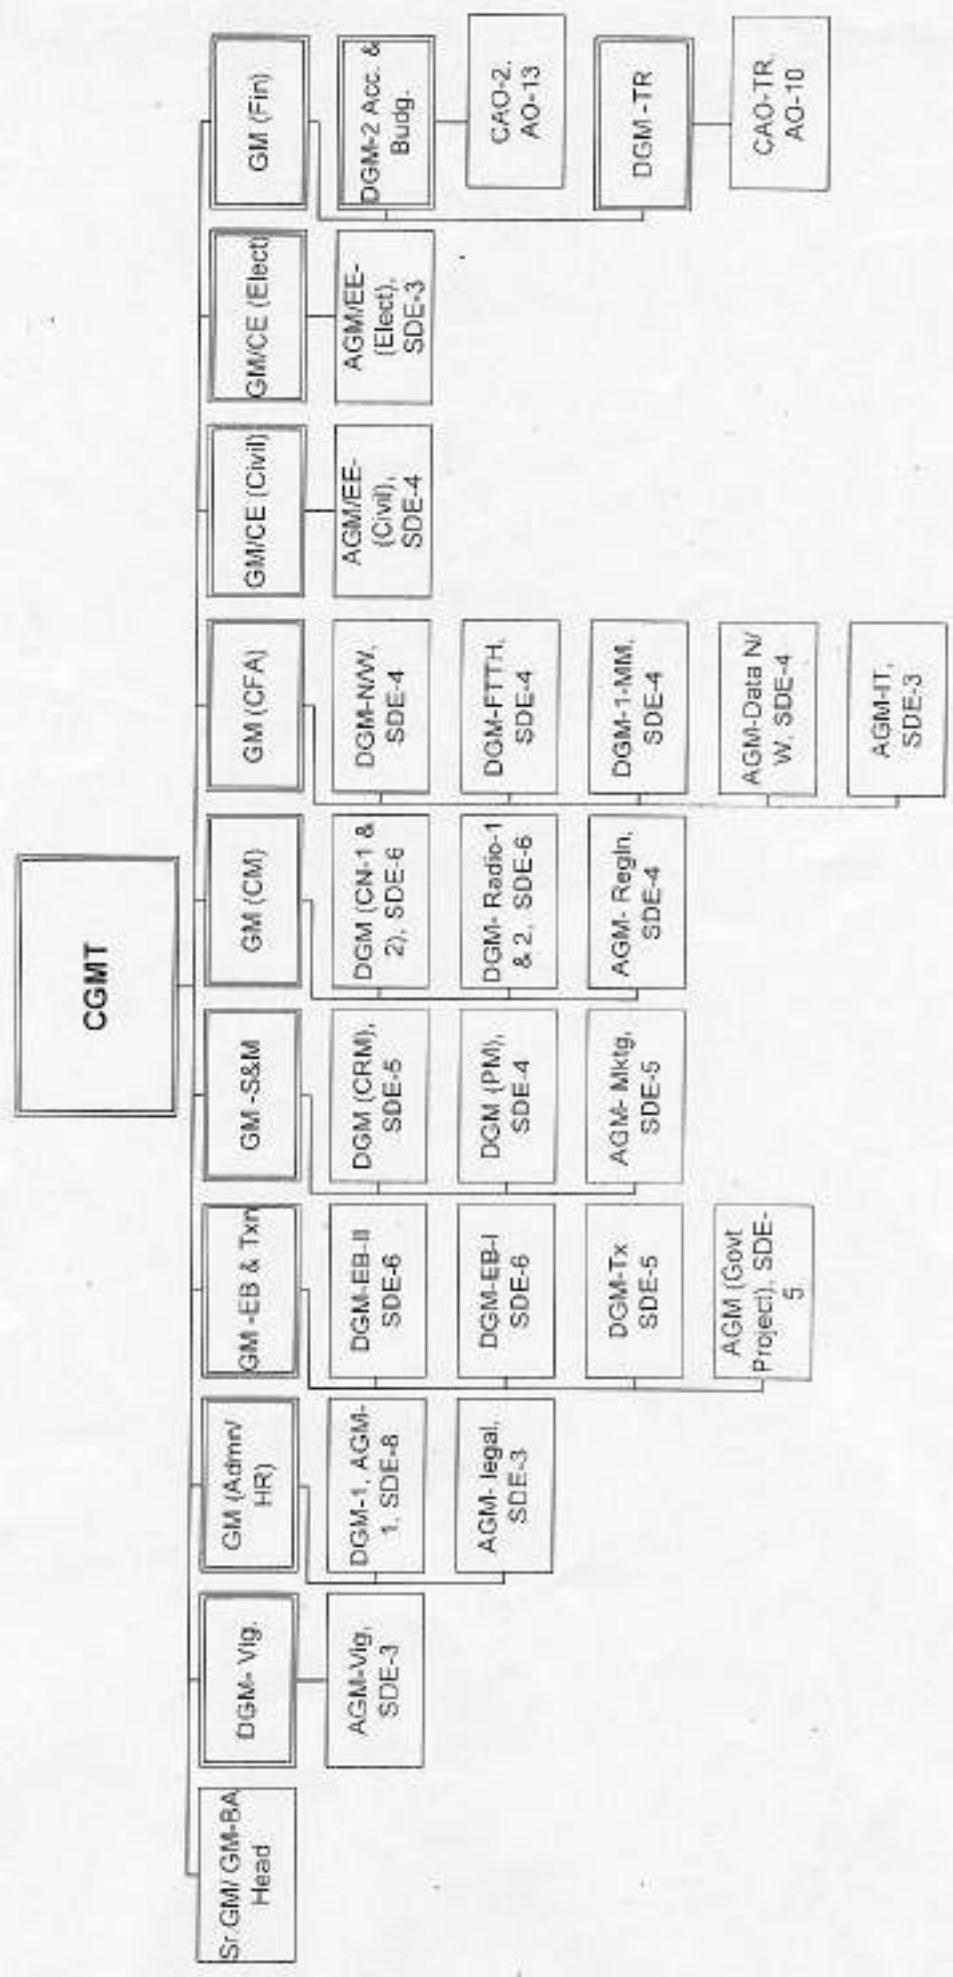 CGMT
Sr.GM/ GM-BA
Head
DGM- Vig.
AGM-Vig,
SDE-3
GM (Admn/
HR)
DGM-1, AGM-
1, SDE-8
AGM- legal,
SDE-3
GM -EB & Txn
DGM-EB-II
SDE-6
DGM-EB-I
SDE-6
DGM-Tx
SDE-5
AGM (Govt
Project), SDE-
5
GM -S&M
DGM (CRM),
SDE-5
DGM (PM),
SDE-4
AGM- Mktg,
SDE-5
GM (CM)
DGM (CN-1 &
2), SDE-6
DGM- Radio-1
& 2, SDE-6
AGM- Regln,
SDE-4
GM (CFA)
DGM-N/W,
SDE-4
DGM-FTTH,
SDE-4
DGM-1-MM,
SDE-4
AGM-Data N/
W, SDE-4
AGM-IT,
SDE-3
GM/CE (Civil)
AGM/EE-
(Civil),
SDE-4
GM/CE (Elect)
AGM/EE-
(Elect),
SDE-3
GM (Fin)
DGM-2 Acc. &
Budg.
CAO-2,
AO-13
DGM -TR
CAO-TR,
AO-10